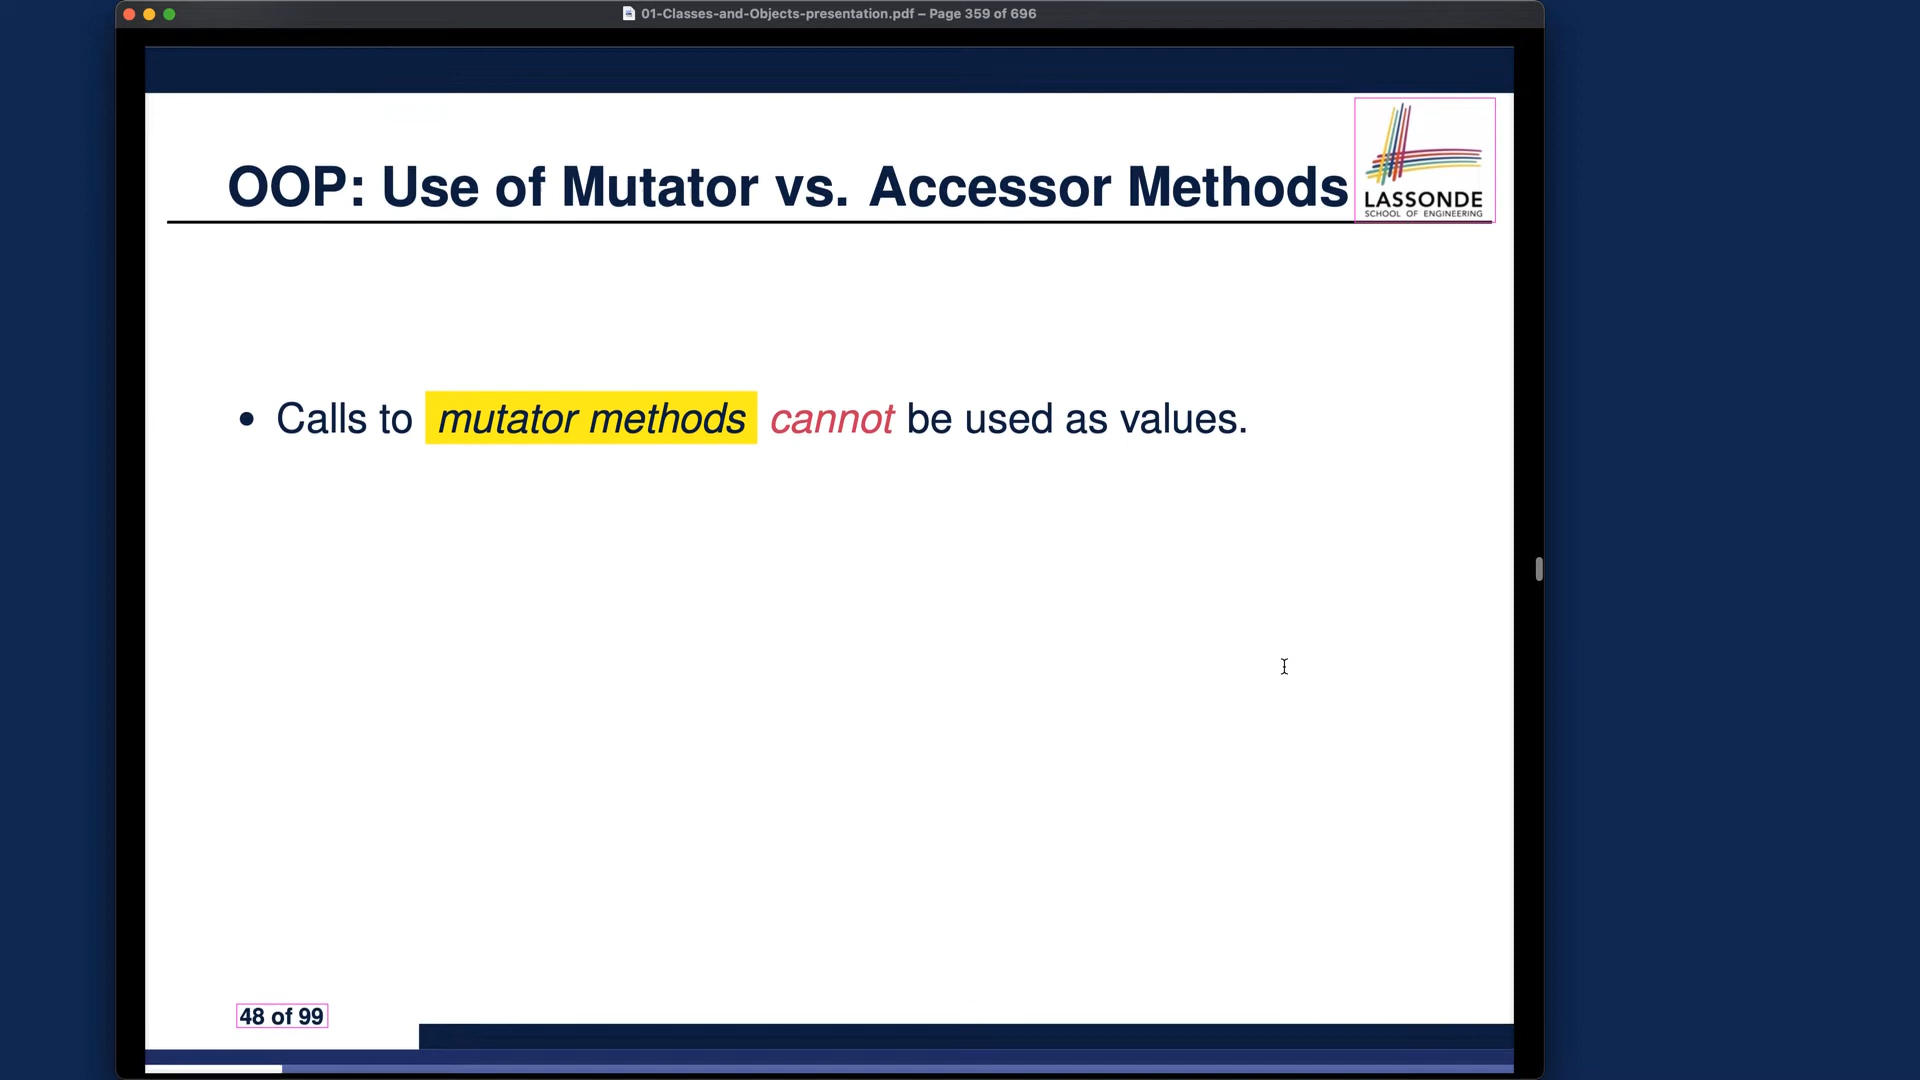 01-Classes-and-Objects-presentation.pdf – Page 359 of 696
OOP: Use of Mutator vs. Accessor Methods
LASSONDE
SCHOOL OF ENGINEERING
• Calls to mutator methods cannot be used as values.
48 of 99